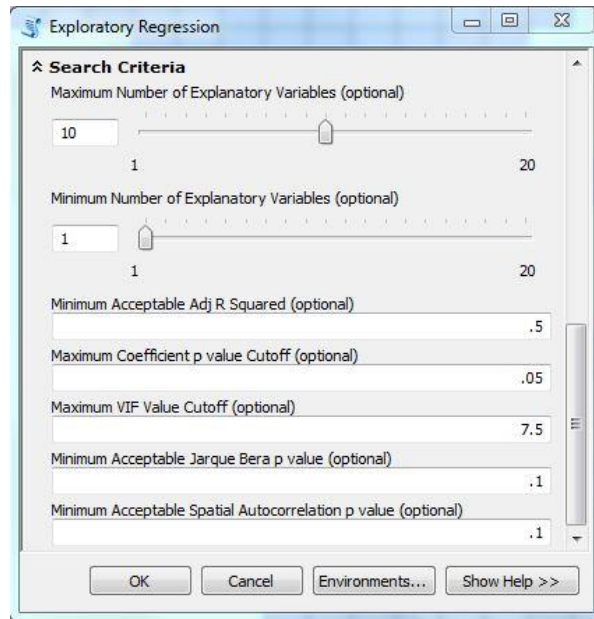 Exploratory Regression
Search Criteria
Maximum Number of Explanatory Variables (optional)
10
1 20
Minimum Number of Explanatory Variables (optional)
1
1 20
Minimum Acceptable Adj R Squared (optional)
.5
Maximum Coefficient p value Cutoff (optional)
.05
Maximum VIF Value Cutoff (optional)
7.5
Minimum Acceptable Jarque Bera p value (optional)
.1
Minimum Acceptable Spatial Autocorrelation p value (optional)
.1
OK Cancel Environments... Show Help >>